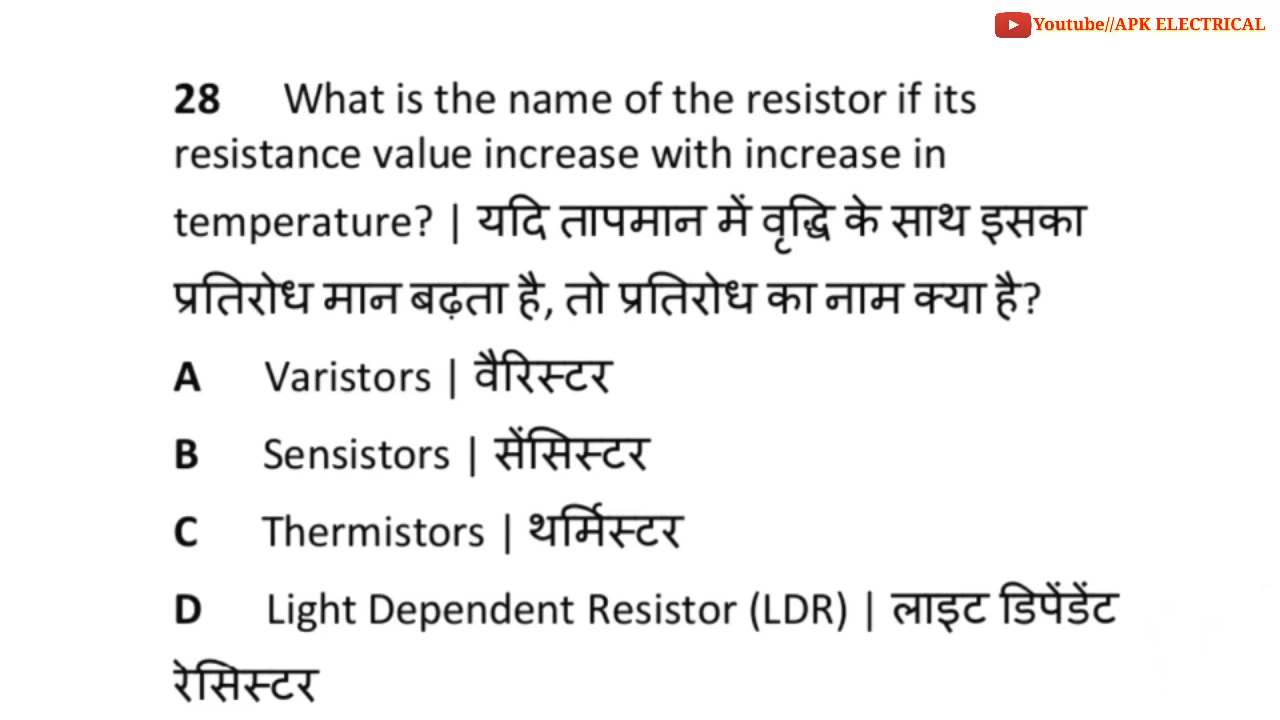 Youtube//APK ELECTRICAL
28 What is the name of the resistor if its
resistance value increase with increase in
temperature? | यदि तापमान में वृद्धि के साथ इसका
प्रतिरोध मान बढ़ता है, तो प्रतिरोध का नाम क्या है?
A Varistors | वैरिस्टर
B Sensistors | सेंसिस्टर
C Thermistors | थर्मिस्टर
D Light Dependent Resistor (LDR) | लाइट डिपेंडेंट
रेसिस्टर